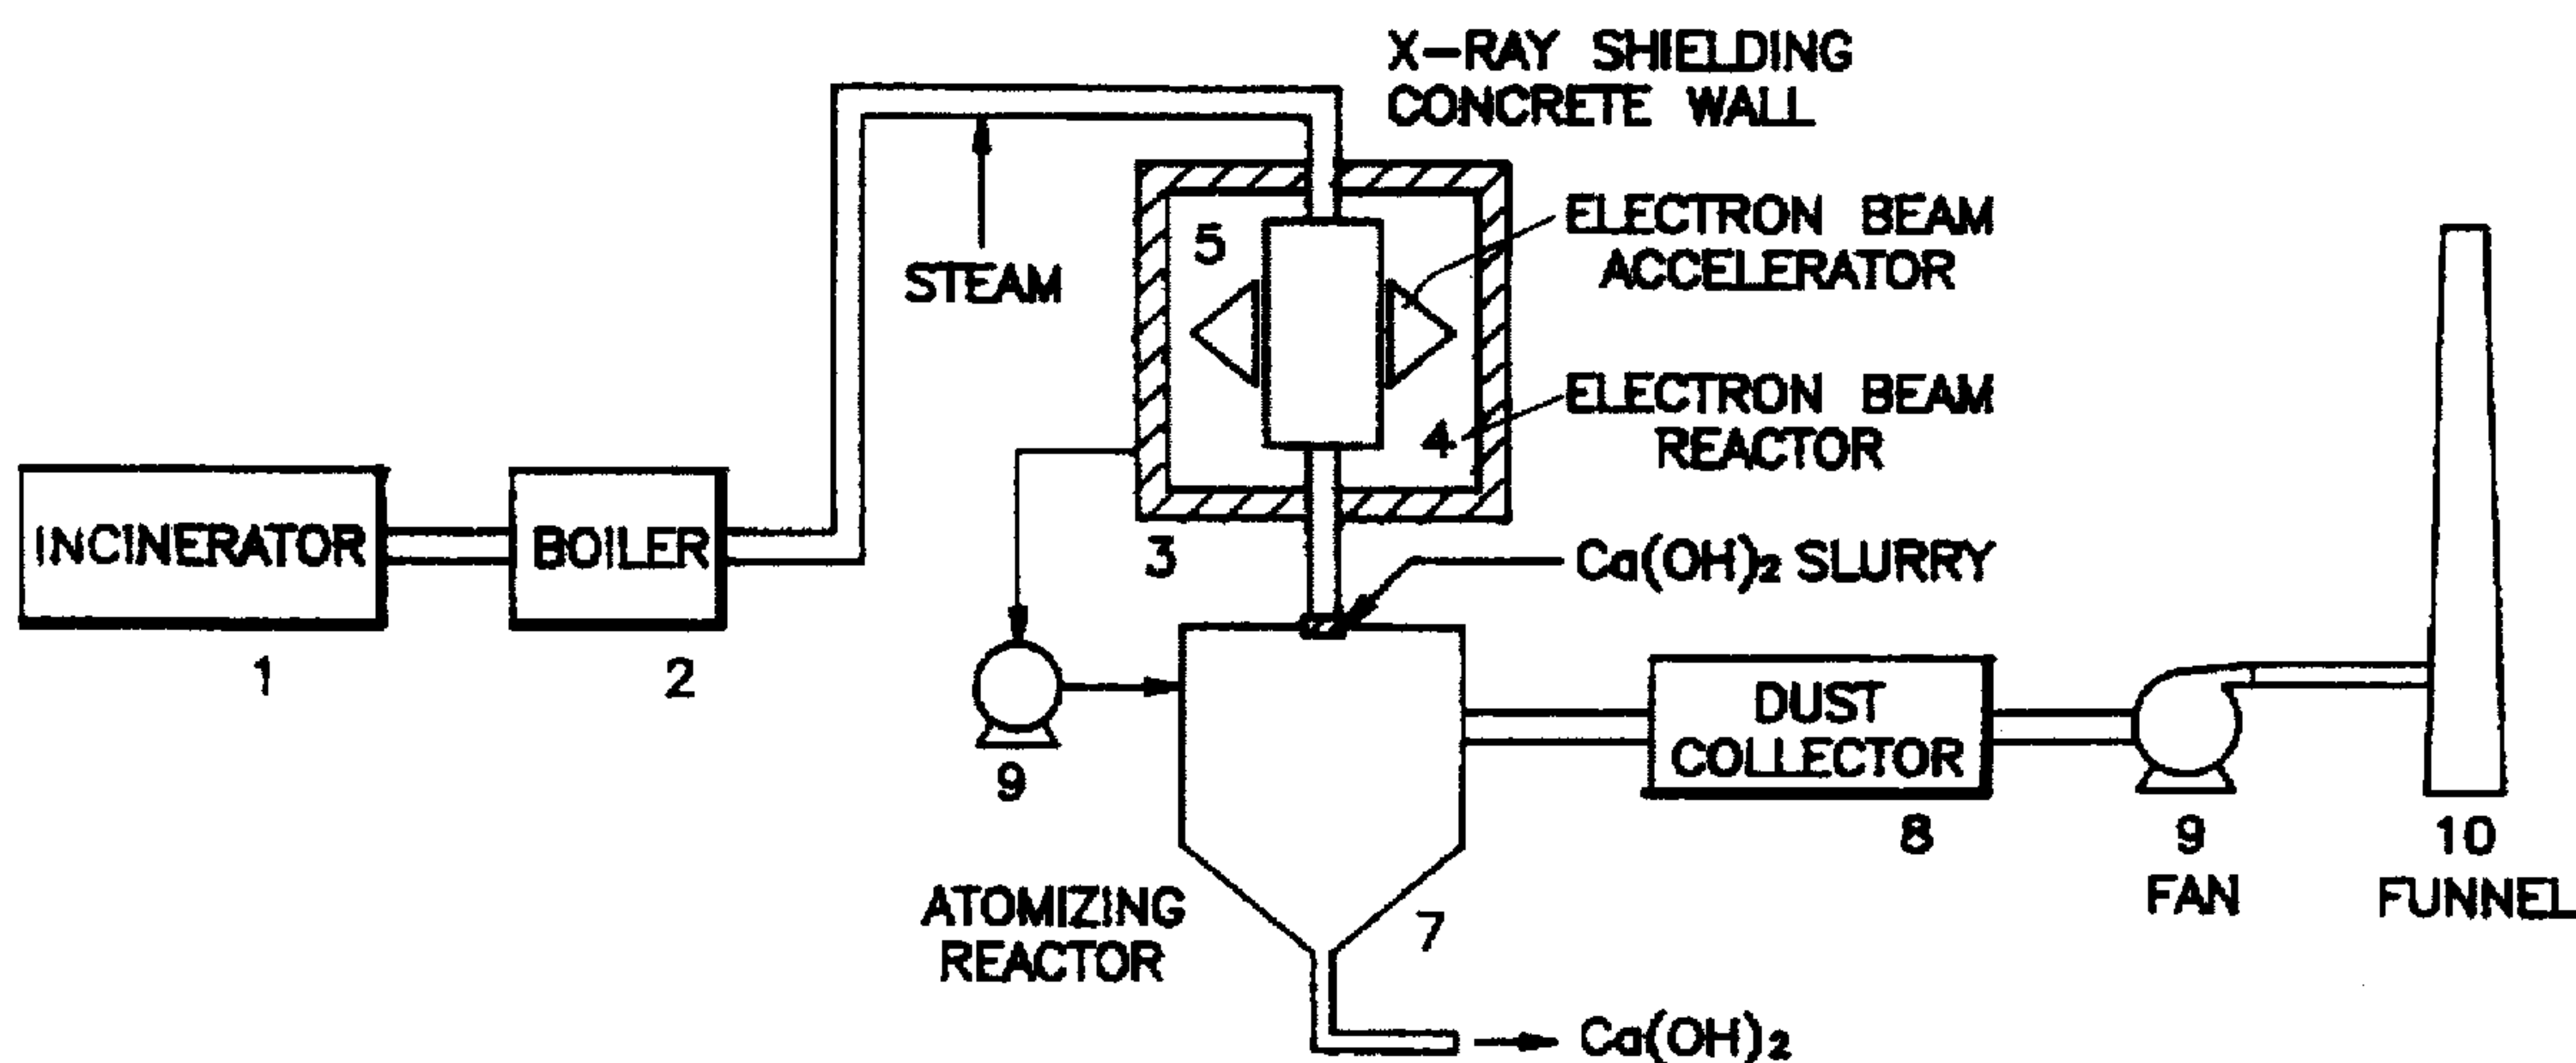 X-RAY SHIELDING
CONCRETE WALL
ELECTRON BEAM
ACCELERATOR
5
STEAM
ELECTRON BEAM
REACTOR
4
INCINERATOR
1
BOILER
2
3
Ca(OH)₂ SLURRY
9
DUST
COLLECTOR
8
9
FAN
10
FUNNEL
ATOMIZING
REACTOR
7
Ca(OH)₂